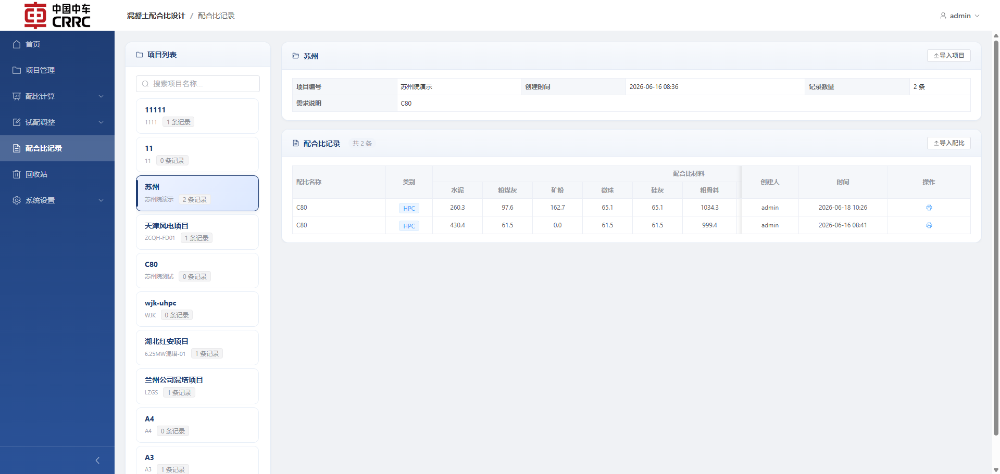 中国中车
CRRC
混凝土配合比设计 / 配合比记录
admin
首页
项目管理
配比计算
试配调整
配合比记录
回收站
系统设置
项目列表
搜索项目名称...
11111
1111 1 条记录
11
11 0 条记录
苏州
苏州院演示 2 条记录
天津风电项目
ZCQH-FD01 1 条记录
C80
苏州院测试 0 条记录
wjk-uhpc
WJK 0 条记录
湖北红安项目
6.25MW混塔-01 1 条记录
兰州公司混塔项目
LZGS 1 条记录
A4
A4 0 条记录
A3
A3 1 条记录
苏州
导入项目
项目编号 苏州院演示 创建时间 2026-06-16 08:36 记录数量 2 条
需求说明 C80
配合比记录 共 2 条
导入配比
配比名称 类别 配合比材料 创建人 时间 操作
水泥 粉煤灰 矿粉 微珠 硅灰 粗骨料
C80 HPC 260.3 97.6 162.7 65.1 65.1 1034.3 admin 2026-06-18 10:26
C80 HPC 430.4 61.5 0.0 61.5 61.5 999.4 admin 2026-06-16 08:41